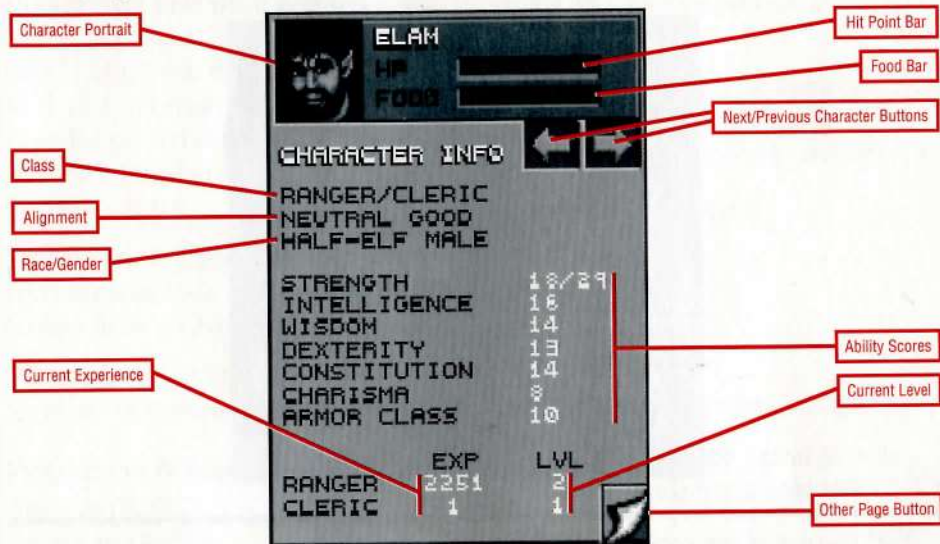 Character Portrait
ELAM
HP
FOOD
Hit Point Bar
Food Bar
Next/Previous Character Buttons
CHARACTER INFO
Class
RANGER/CLERIC
Alignment
NEUTRAL GOOD
Race/Gender
HALF-ELF MALE
STRENGTH 18/29
INTELLIGENCE 16
WISDOM 14
DEXTERITY 13
CONSTITUTION 14
CHARISMA 8
ARMOR CLASS 10
Ability Scores
Current Experience
Current Level
EXP LVL
RANGER 2251 2
CLERIC 1 1
Other Page Button